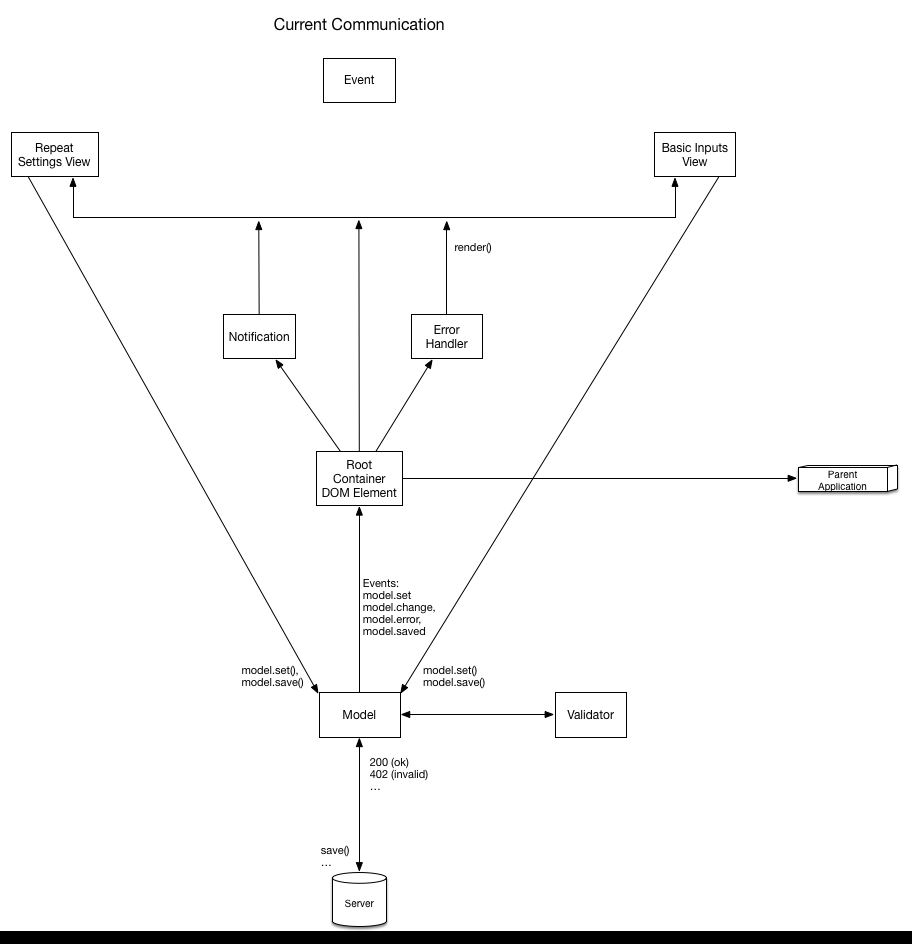 Current Communication
Event
Repeat
Settings View
Basic Inputs
View
render()
Notification
Error
Handler
Root
Container
DOM Element
Parent
Application
Events:
model.set
model.change,
model.error,
model.saved
model.set(),
model.save()
model.set()
model.save()
Model
Validator
200 (ok)
402 (invalid)
...
save()
...
Server